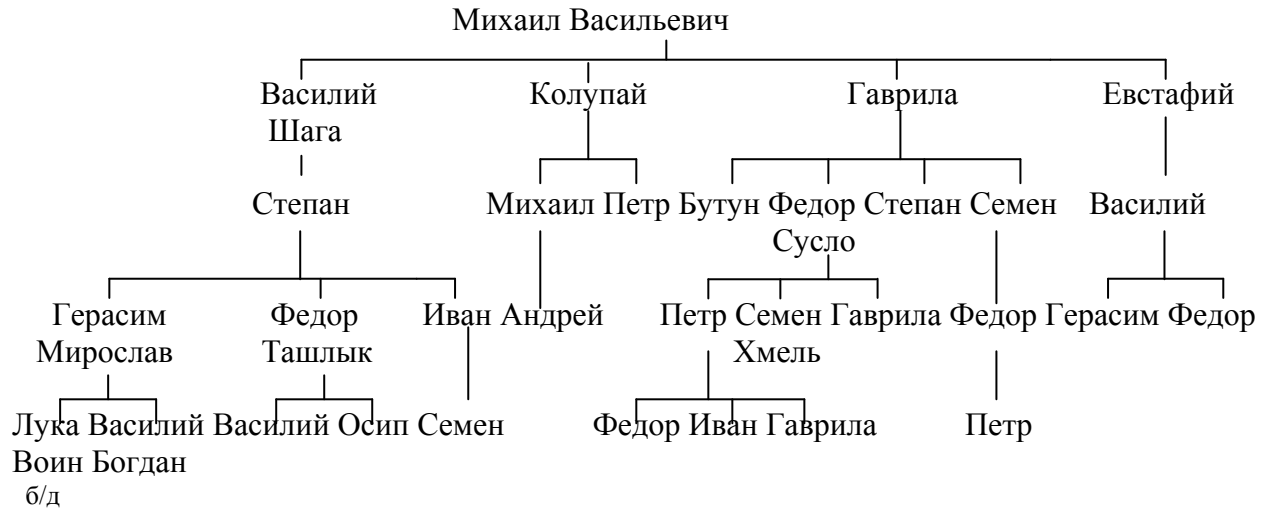 Михаил Васильевич
Василий Колупай Гаврила Евстафий
Шага
Степан Михаил Петр Бутун Федор Степан Семен Василий
Сусло
Герасим Федор Иван Андрей Петр Семен Гаврила Федор Герасим Федор
Мирослав Ташлык Хмель
Лука Василий Василий Осип Семен Федор Иван Гаврила Петр
Воин Богдан
б/д